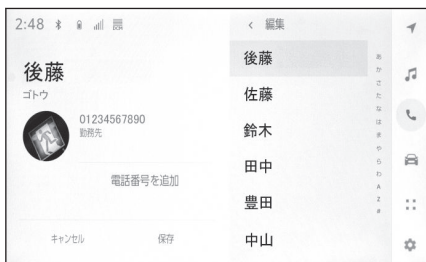 2:48
後藤
ゴトウ
01234567890
勤務先
電話番号を追加
キャンセル
保存
< 編集
後藤
佐藤
鈴木
田中
豊田
中山
あ
か
さ
た
な
は
ま
や
ら
わ
A
Z
#